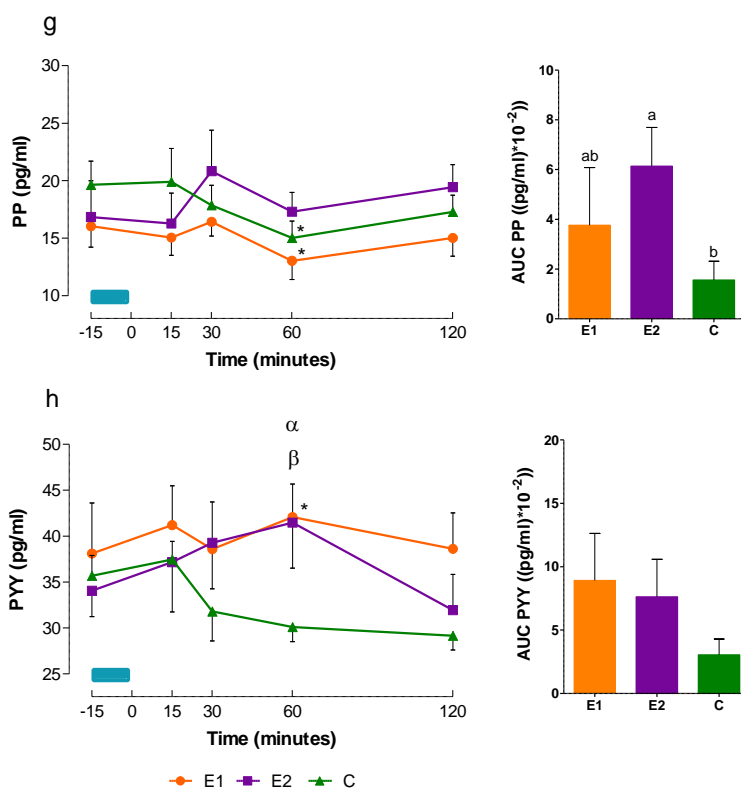 g
PP (pg/ml)
30
25
20
15
10
*
*
-15 0 15 30 60 120
Time (minutes)
AUC PP ((pg/ml)*10⁻²))
10
8
6
4
2
0
ab
a
b
E1 E2 C
h
PYY (pg/ml)
50
45
40
35
30
25
α
β
*
-15 0 15 30 60 120
Time (minutes)
AUC PYY ((pg/ml)*10⁻²))
20
15
10
5
0
E1 E2 C
E1 E2 C